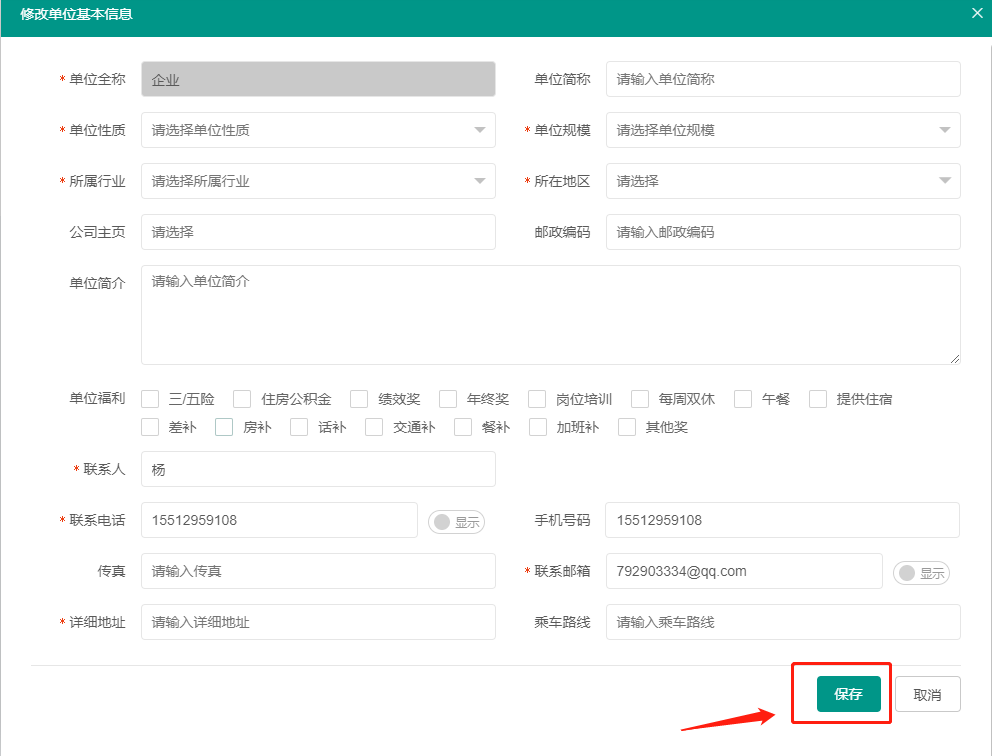 修改单位基本信息
* 单位全称 企业 单位简称 请输入单位简称
* 单位性质 请选择单位性质 * 单位规模 请选择单位规模
* 所属行业 请选择所属行业 * 所在地区 请选择
公司主页 请选择 邮政编码 请输入邮政编码
单位简介 请输入单位简介
单位福利 三/五险 住房公积金 绩效奖 年终奖 岗位培训 每周双休 午餐 提供住宿
差补 房补 话补 交通补 餐补 加班补 其他奖
* 联系人 杨
* 联系电话 15512959108 显示 手机号码 15512959108
传真 请输入传真 * 联系邮箱 792903334@qq.com 显示
* 详细地址 请输入详细地址 乘车路线 请输入乘车路线
保存 取消